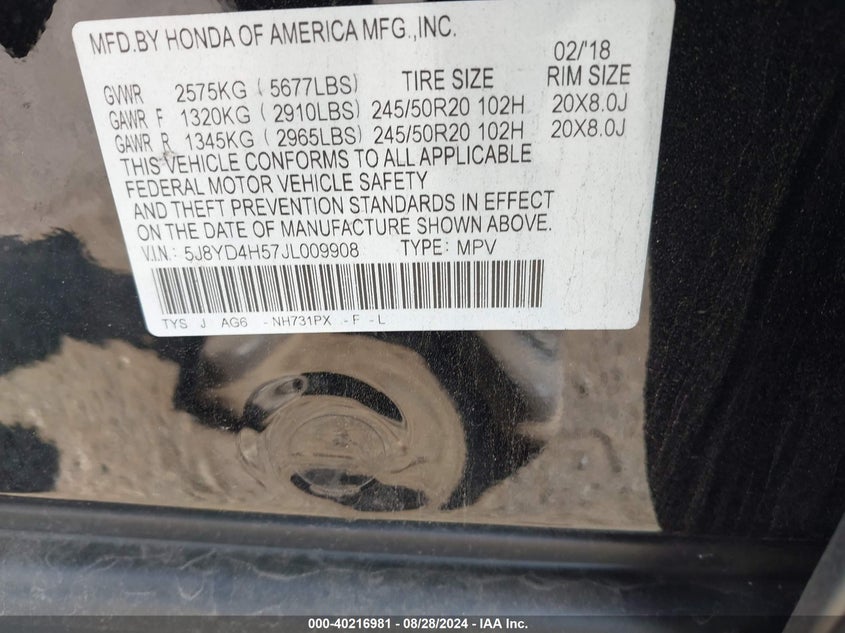 MFD.BY HONDA OF AMERICA MFG.,INC.
02/'18
GVWR 2575KG ( 5677LBS) TIRE SIZE RIM SIZE
GAWR F 1320KG ( 2910LBS) 245/50R20 102H 20X8.0J
GAWR R 1345KG ( 2965LBS) 245/50R20 102H 20X8.0J
THIS VEHICLE CONFORMS TO ALL APPLICABLE
FEDERAL MOTOR VEHICLE SAFETY
AND THEFT PREVENTION STANDARDS IN EFFECT
ON THE DATE OF MANUFACTURE SHOWN ABOVE.
V.I.N.: 5J8YD4H57JL009908 TYPE: MPV
TYS J AG6 -NH731PX -F -L
000-40216981 | 08/28/2024 - IAA Inc.